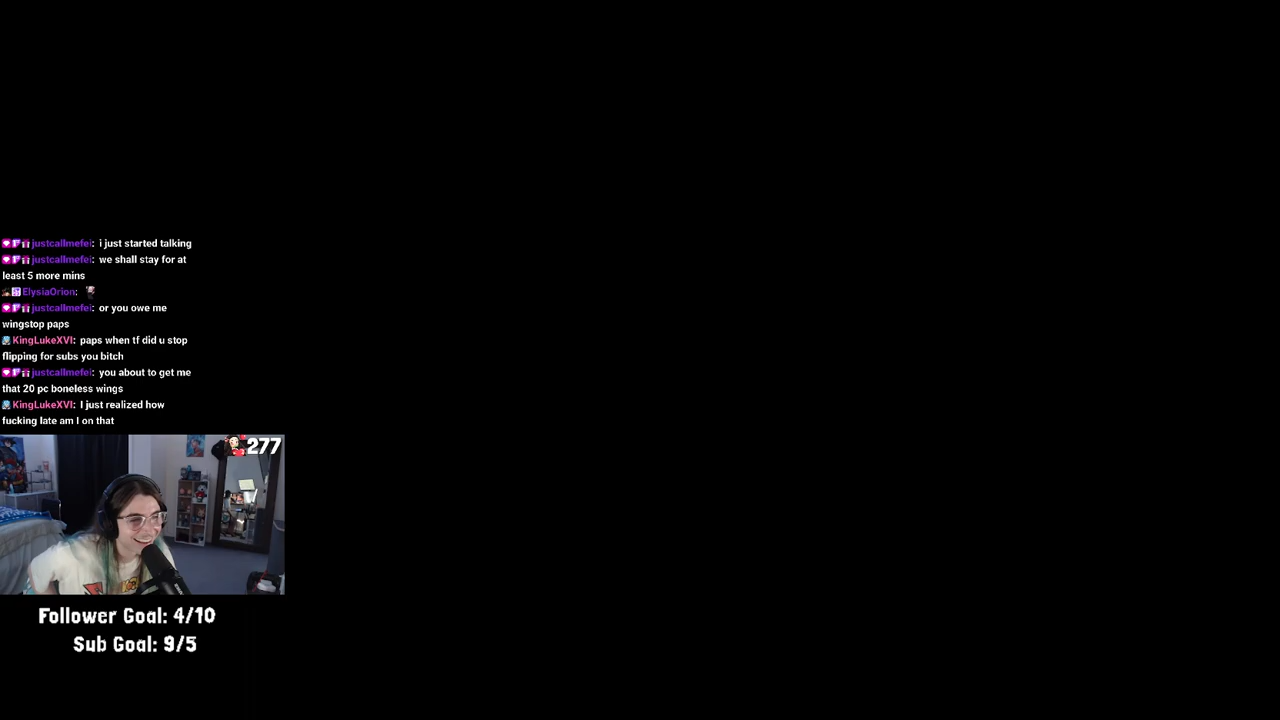 justcallmefei: i just started talking
justcallmefei: we shall stay for at
least 5 more mins
ElysiaOrion:
justcallmefei: or you owe me
wingstop paps
KingLukeXVI: paps when tf did u stop
flipping for subs you bitch
justcallmefei: you about to get me
that 20 pc boneless wings
KingLukeXVI: I just realized how
fucking late am I on that
277
Follower Goal: 4/10
Sub Goal: 9/5